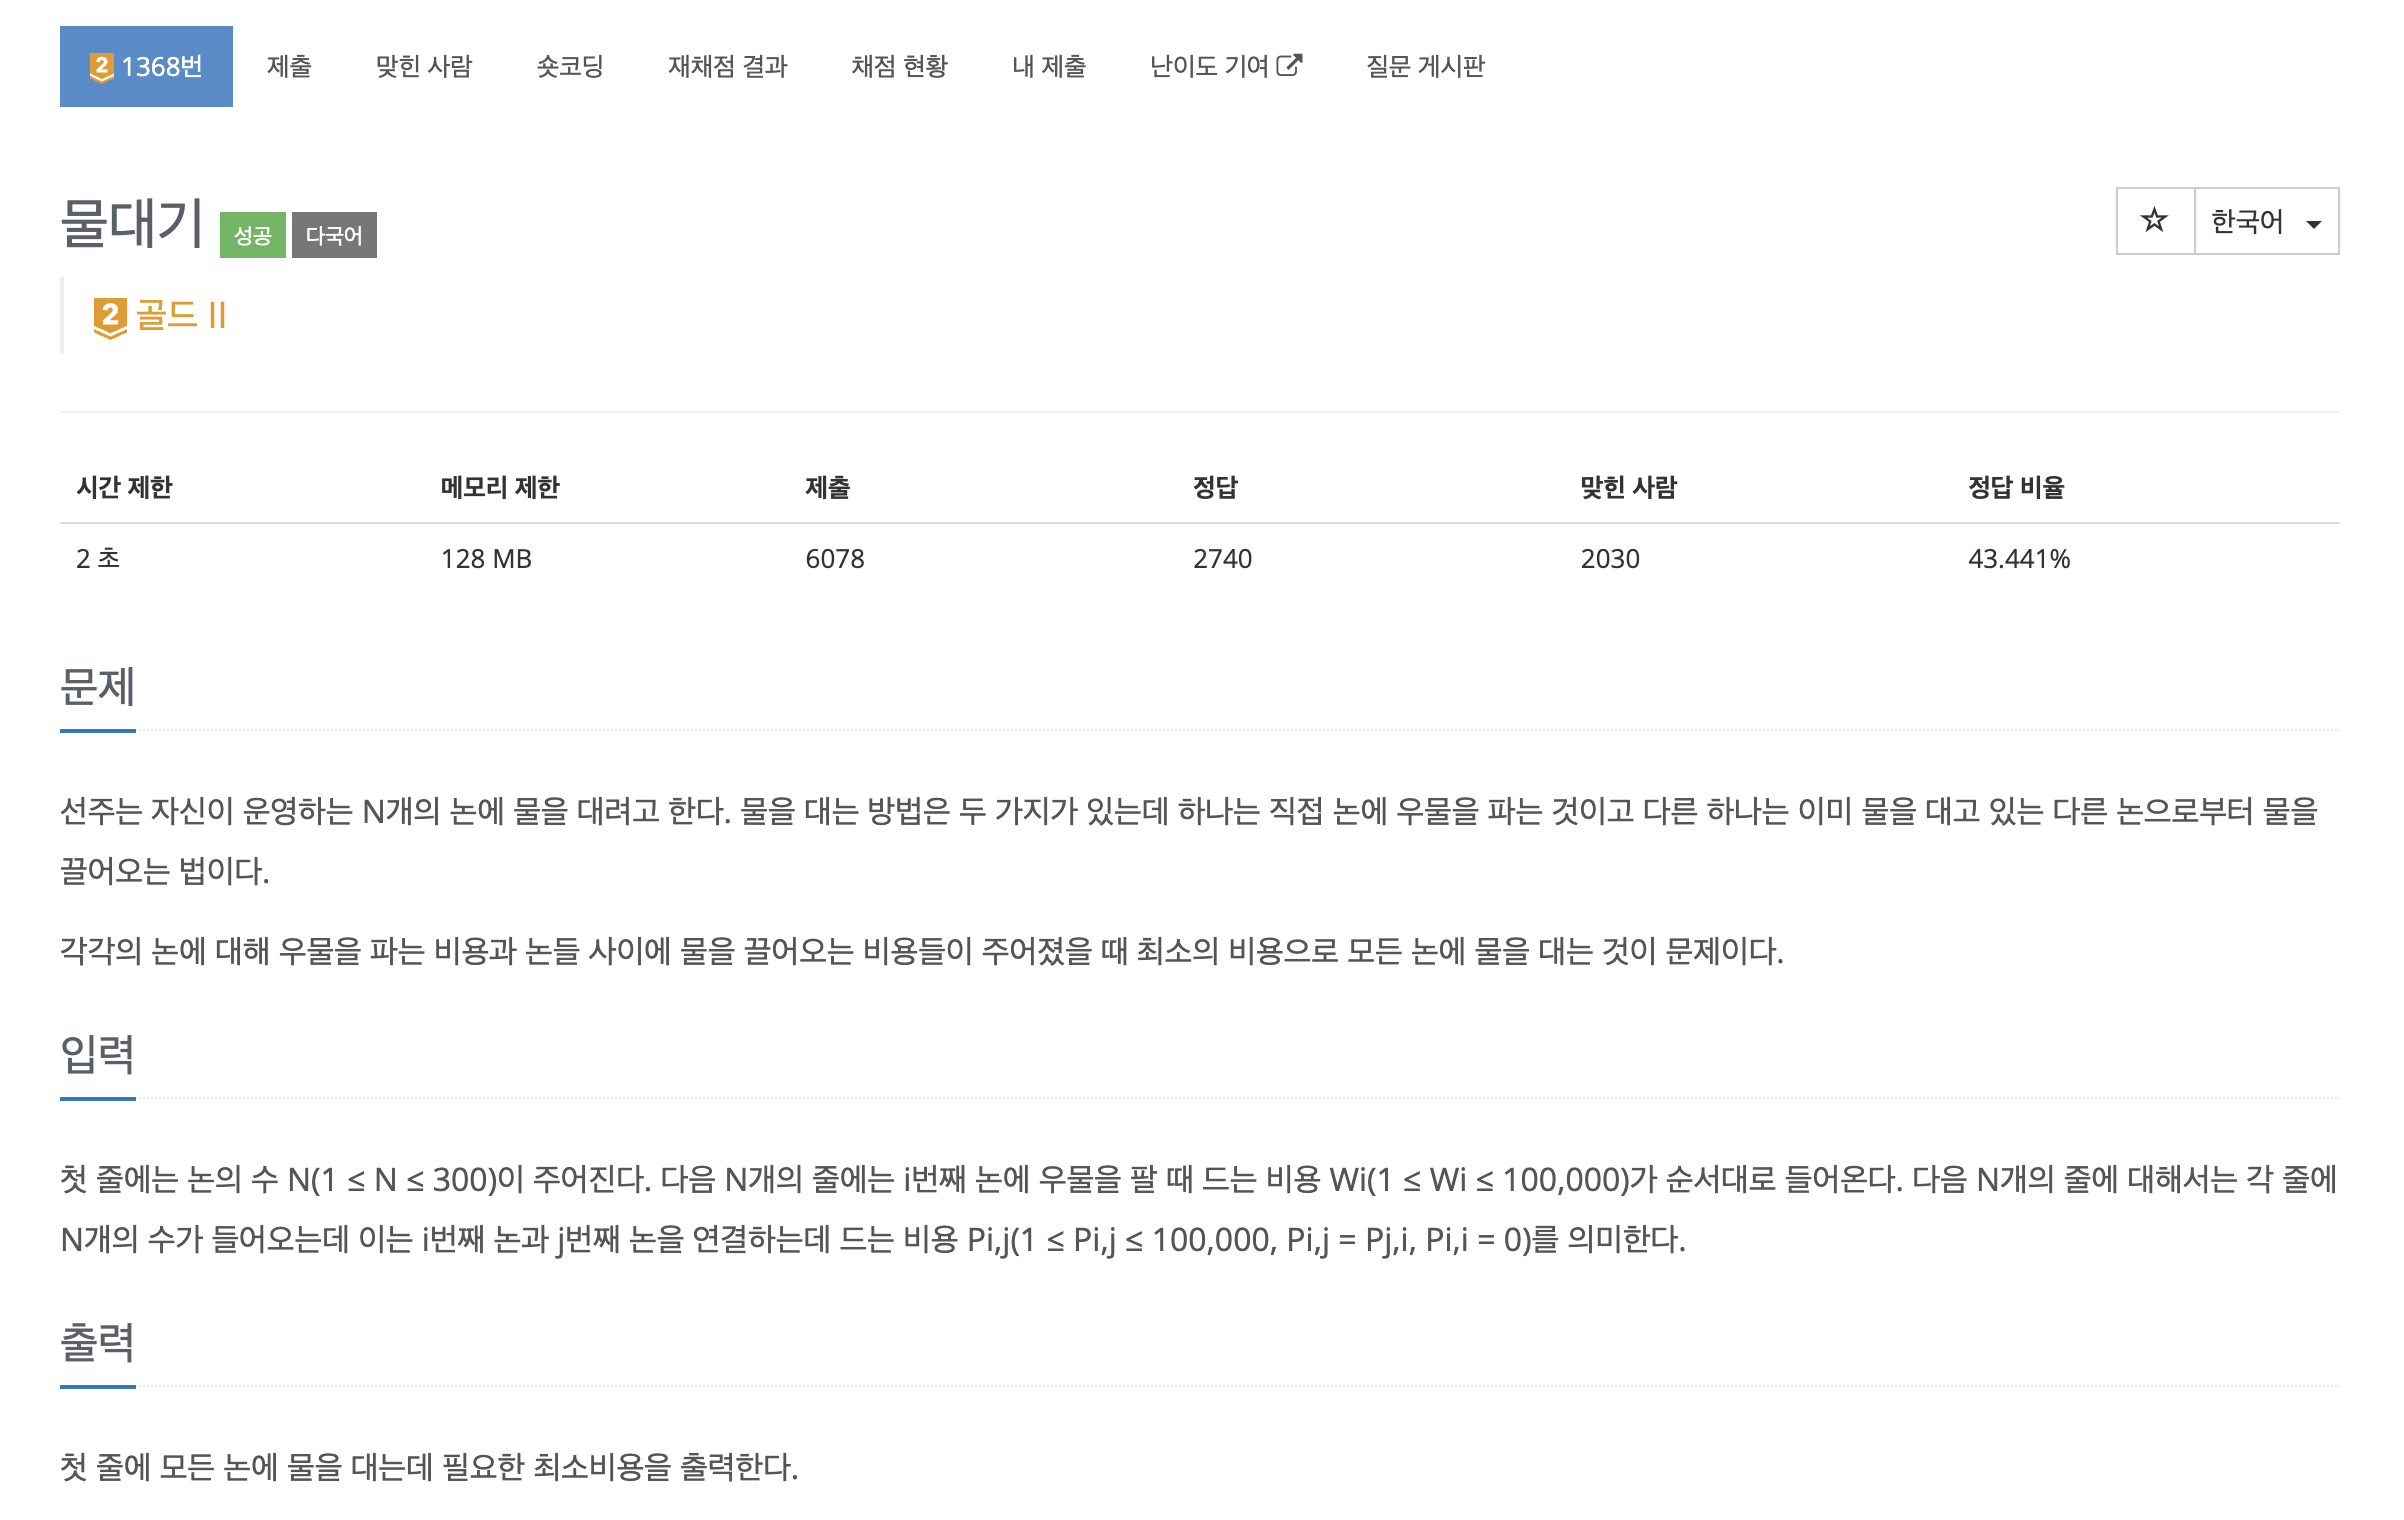 2 1368번 제출 맞힌 사람 숏코딩 재채점 결과 채점 현황 내 제출 난이도 기여 질문 게시판
물대기 성공 다국어 ☆ 한국어
2 골드 II
시간 제한 메모리 제한 제출 정답 맞힌 사람 정답 비율
2 초 128 MB 6078 2740 2030 43.441%
문제
선주는 자신이 운영하는 N개의 논에 물을 대려고 한다. 물을 대는 방법은 두 가지가 있는데 하나는 직접 논에 우물을 파는 것이고 다른 하나는 이미 물을 대고 있는 다른 논으로부터 물을
끌어오는 법이다.
각각의 논에 대해 우물을 파는 비용과 논들 사이에 물을 끌어오는 비용들이 주어졌을 때 최소의 비용으로 모든 논에 물을 대는 것이 문제이다.
입력
첫 줄에는 논의 수 N(1 ≤ N ≤ 300)이 주어진다. 다음 N개의 줄에는 i번째 논에 우물을 팔 때 드는 비용 Wi(1 ≤ Wi ≤ 100,000)가 순서대로 들어온다. 다음 N개의 줄에 대해서는 각 줄에
N개의 수가 들어오는데 이는 i번째 논과 j번째 논을 연결하는데 드는 비용 Pi,j(1 ≤ Pi,j ≤ 100,000, Pi,j = Pj,i, Pi,i = 0)를 의미한다.
출력
첫 줄에 모든 논에 물을 대는데 필요한 최소비용을 출력한다.